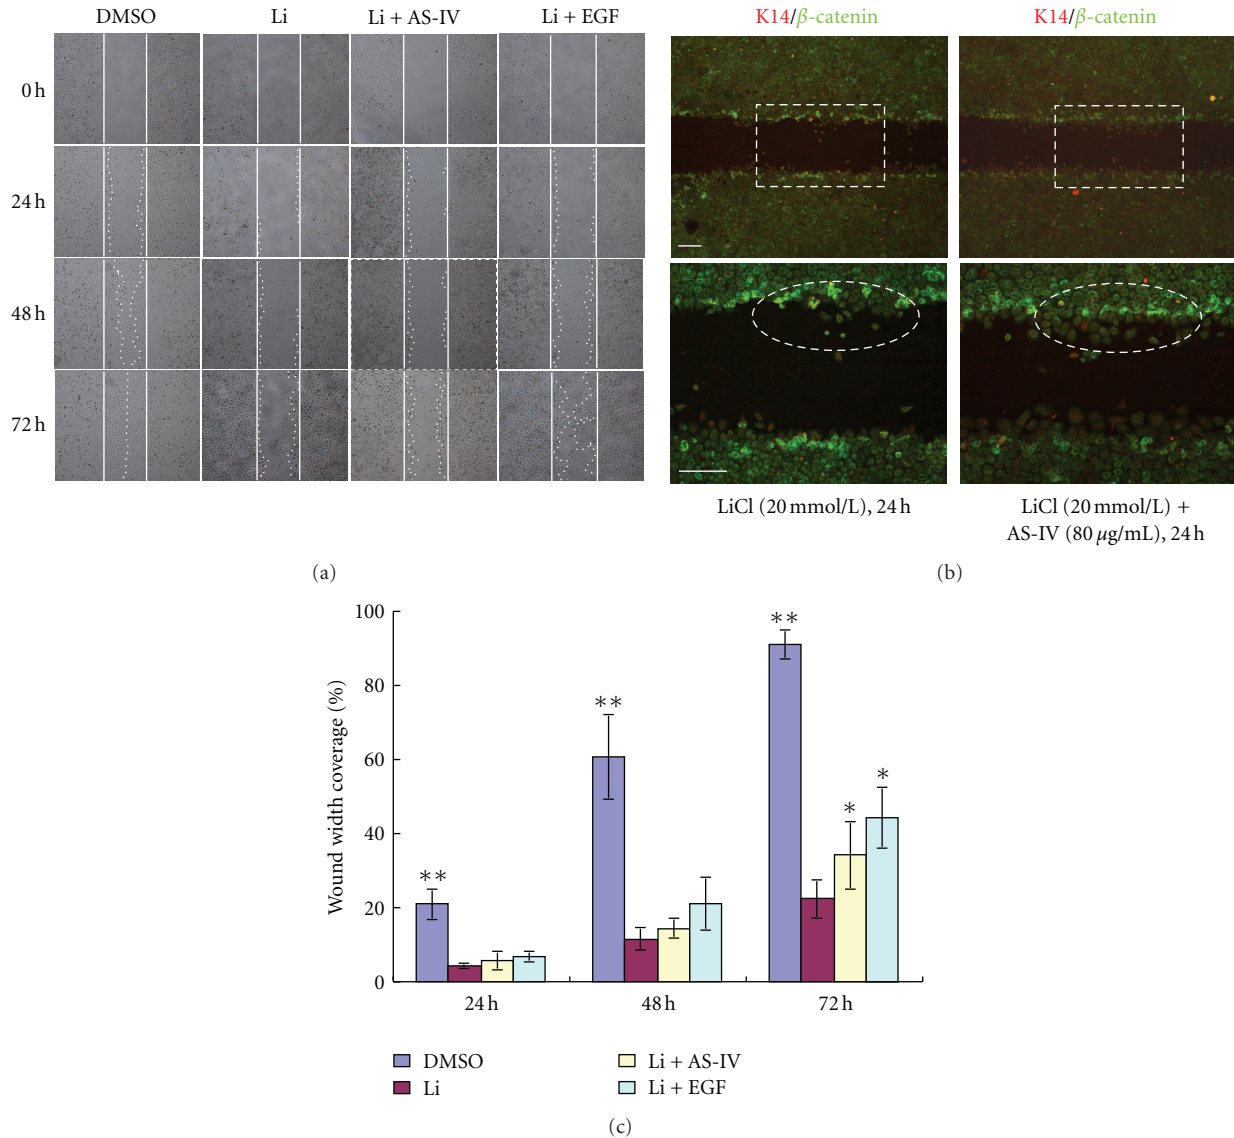 DMSO Li Li + AS-IV Li + EGF
0 h
24 h
48 h
72 h
(a)
K14/β-catenin K14/β-catenin
LiCl (20 mmol/L), 24 h
LiCl (20 mmol/L) +
AS-IV (80 μg/mL), 24 h
(b)
Wound width coverage (%)
100
80
60
40
20
0
** ** ** * *
24 h 48 h 72 h
DMSO Li + AS-IV
Li Li + EGF
(c)